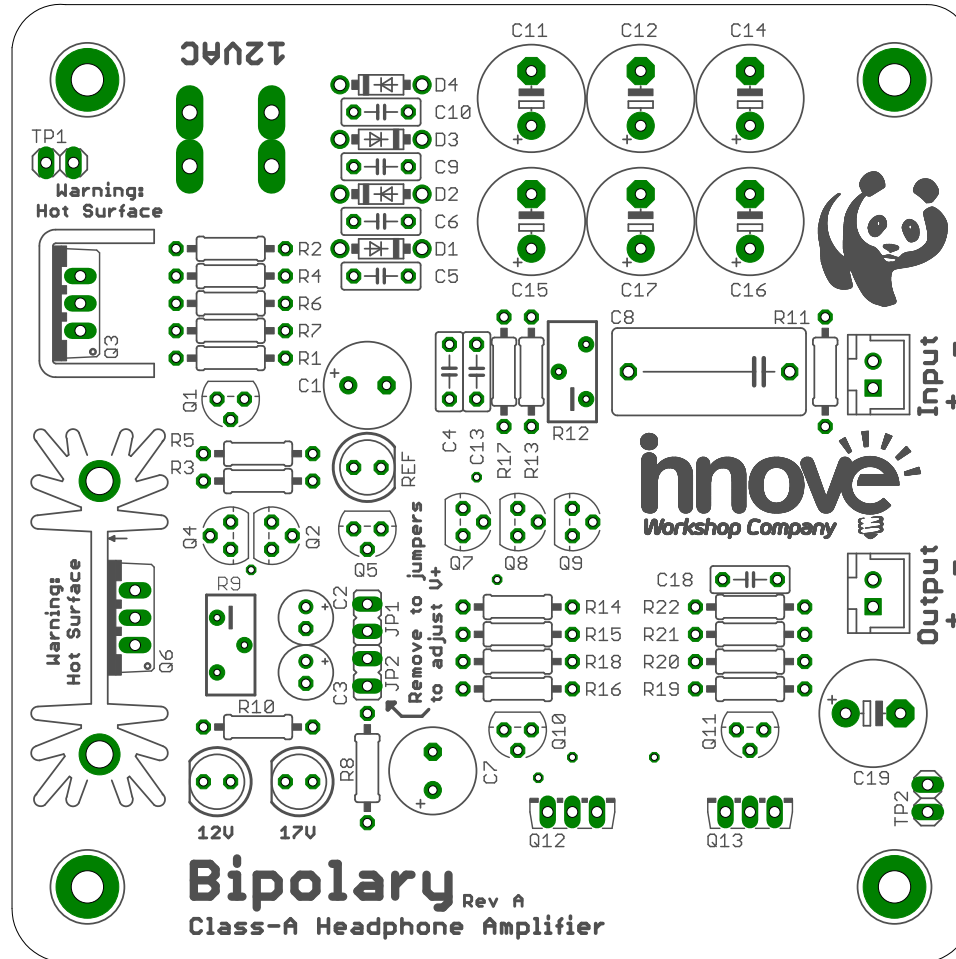 12VAC
C11
C12
C14
D4
C10
D3
C9
D2
C6
D1
C5
TP1
Warning:
Hot Surface
R2
R4
R6
R7
R1
Q3
C15
C17
C16
C8
R11
Input
- +
C1
Q1
R5
R3
REF
C4
C13
R17
R13
R12
innove
Workshop Company
Q4
Q2
Q5
Q7
Q8
Q9
Remove to jumpers
to adjust V+
Warning:
Hot Surface
Q6
R9
C2
JP1
JP2
C3
R14
R15
R18
R16
C18
R22
R21
R20
R19
Output
- +
R10
12V
17V
R8
C7
Q10
Q11
C19
TP2
Q12
Q13
Bipolary Rev A
Class-A Headphone Amplifier